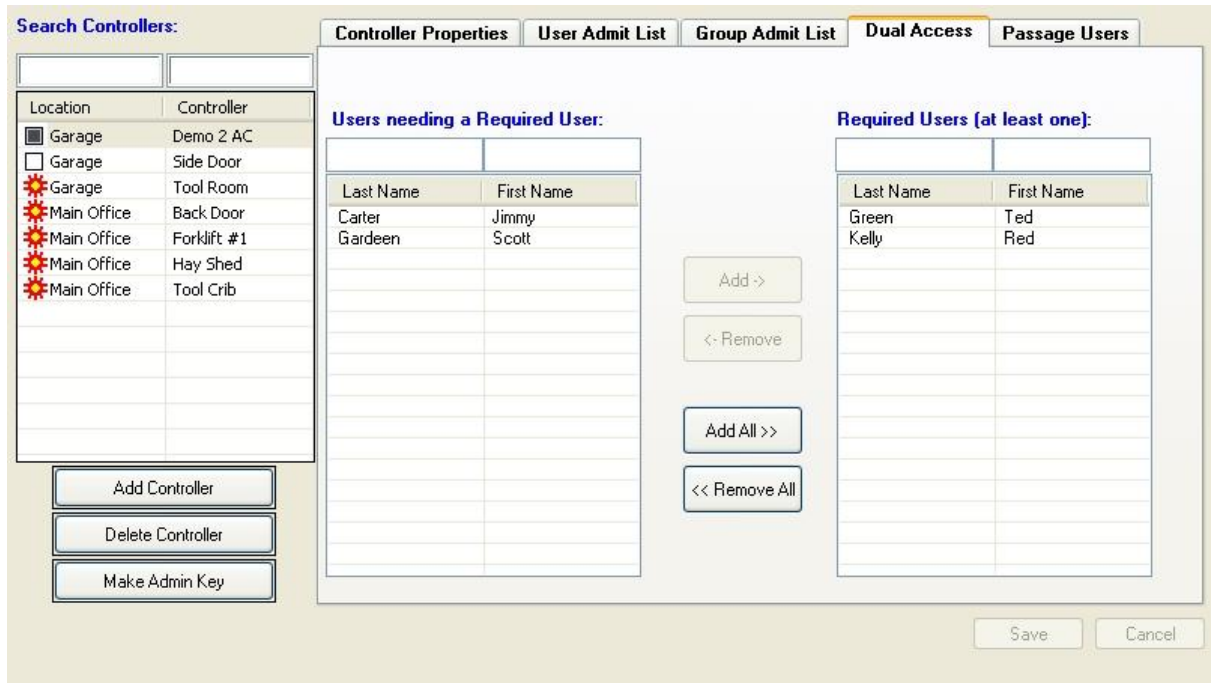 Search Controllers:
Location Controller
Garage Demo 2 AC
Garage Side Door
Garage Tool Room
Main Office Back Door
Main Office Forklift #1
Main Office Hay Shed
Main Office Tool Crib
Add Controller
Delete Controller
Make Admin Key
Controller Properties User Admit List Group Admit List Dual Access Passage Users
Users needing a Required User:
Last Name First Name
Carter Jimmy
Gardeen Scott
Add ->
<- Remove
Add All >>
<< Remove All
Required Users (at least one):
Last Name First Name
Green Ted
Kelly Red
Save Cancel